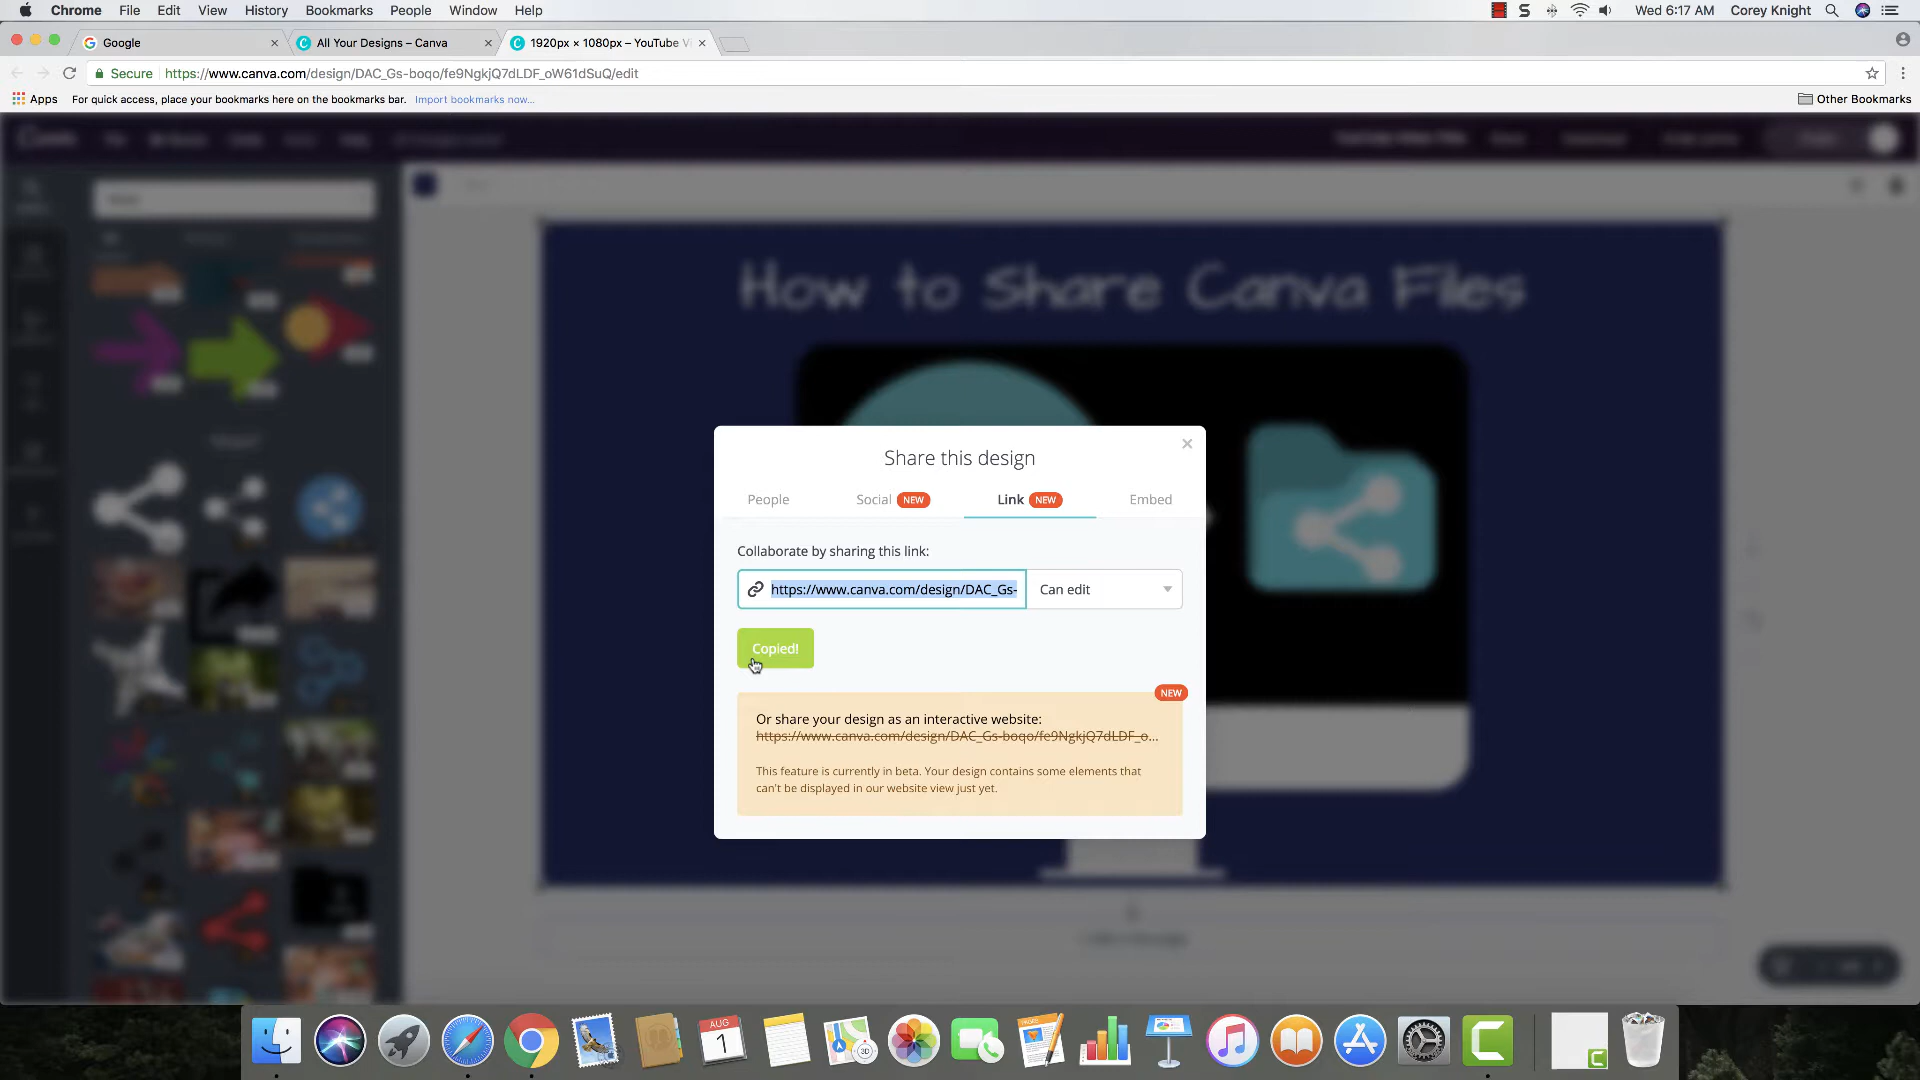 Chrome File Edit View History Bookmarks People Window Help Wed 6:17 AM Corey Knight
Google All Your Designs – Canva 1920px × 1080px – YouTube Vi
Secure https://www.canva.com/design/DAC_Gs-boqo/fe9NgkjQ7dLDF_oW61dSuQ/edit
Apps For quick access, place your bookmarks here on the bookmarks bar. Import bookmarks now... Other Bookmarks
How to Share Canva Files
Share this design
People Social NEW Link NEW Embed
Collaborate by sharing this link:
https://www.canva.com/design/DAC_Gs- Can edit
Copied!
NEW
Or share your design as an interactive website:
https://www.canva.com/design/DAC_Gs-boqo/fe9NgkjQ7dLDF_o...
This feature is currently in beta. Your design contains some elements that
can't be displayed in our website view just yet.
AUG
1
3D